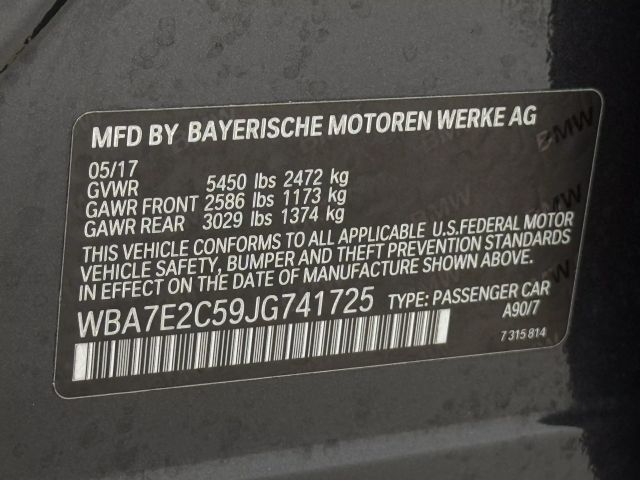 MFD BY BAYERISCHE MOTOREN WERKE AG
05/17
GVWR 5450 lbs 2472 kg
GAWR FRONT 2586 lbs 1173 kg
GAWR REAR 3029 lbs 1374 kg
THIS VEHICLE CONFORMS TO ALL APPLICABLE U.S.FEDERAL MOTOR
VEHICLE SAFETY, BUMPER AND THEFT PREVENTION STANDARDS
IN EFFECT ON THE DATE OF MANUFACTURE SHOWN ABOVE.
WBA7E2C59JG741725 TYPE: PASSENGER CAR
A90/7
7 315 814
BMW
BMW